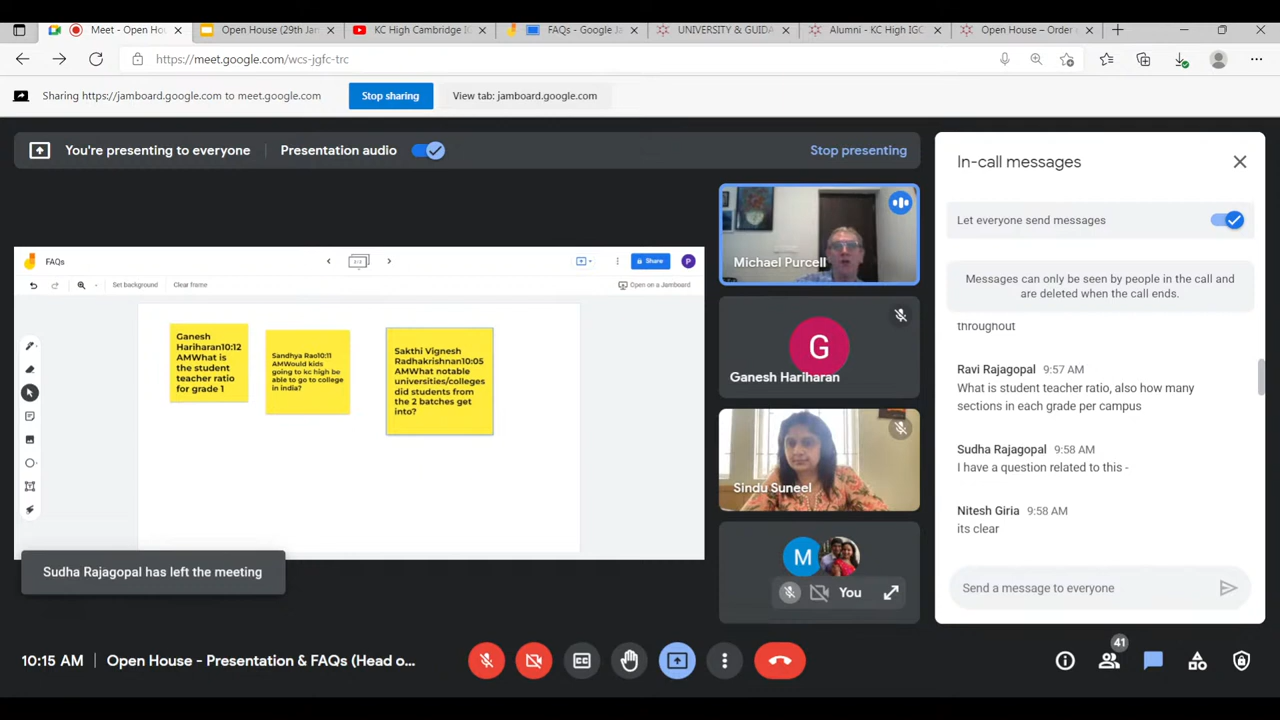 Meet - Open Hou
Open House (29th Jan
KC High Cambridge IG
FAQs - Google Ja
UNIVERSITY & GUIDA
Alumni - KC High IGC
Open House – Order a
https://meet.google.com/wcs-jgfc-trc
Sharing https://jamboard.google.com to meet.google.com
Stop sharing
View tab: jamboard.google.com
You're presenting to everyone
Presentation audio
Stop presenting
FAQs
Share
P
Set background
Clear frame
Open on a Jamboard
Ganesh
Hariharan10:12
AMWhat is
the student
teacher ratio
for grade 1
Sandhya Rao10:11
AMWould kids
going to kc high be
able to go to college
in india?
Sakthi Vignesh
Radhakrishnan10:05
AMWhat notable
universities/colleges
did students from
the 2 batches get
into?
Michael Purcell
G
Ganesh Hariharan
Sindu Suneel
M
You
In-call messages
Let everyone send messages
Messages can only be seen by people in the call and
are deleted when the call ends.
throughout
Ravi Rajagopal 9:57 AM
What is student teacher ratio, also how many
sections in each grade per campus
Sudha Rajagopal 9:58 AM
I have a question related to this -
Nitesh Giria 9:58 AM
its clear
Send a message to everyone
Sudha Rajagopal has left the meeting
10:15 AM
Open House - Presentation & FAQs (Head o...
CC
41